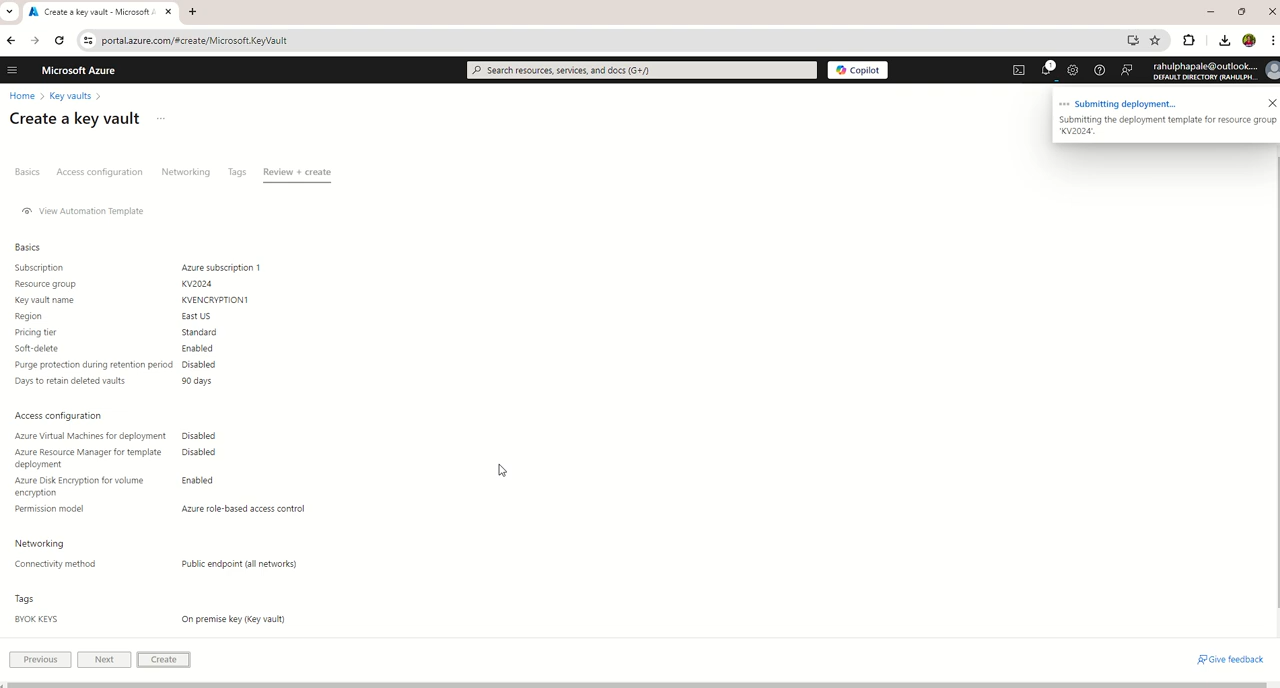 Create a key vault - Microsoft A
portal.azure.com/#create/Microsoft.KeyVault
Microsoft Azure
Search resources, services, and docs (G+/)
Copilot
1
rahulphapale@outlook....
DEFAULT DIRECTORY (RAHULPH...
Home > Key vaults >
Create a key vault ...
Submitting deployment...
Submitting the deployment template for resource group
'KV2024'.
Basics Access configuration Networking Tags Review + create
View Automation Template
Basics
Subscription Azure subscription 1
Resource group KV2024
Key vault name KVENCRYPTION1
Region East US
Pricing tier Standard
Soft-delete Enabled
Purge protection during retention period Disabled
Days to retain deleted vaults 90 days
Access configuration
Azure Virtual Machines for deployment Disabled
Azure Resource Manager for template Disabled
deployment
Azure Disk Encryption for volume Enabled
encryption
Permission model Azure role-based access control
Networking
Connectivity method Public endpoint (all networks)
Tags
BYOK KEYS On premise key (Key vault)
Previous Next Create
Give feedback